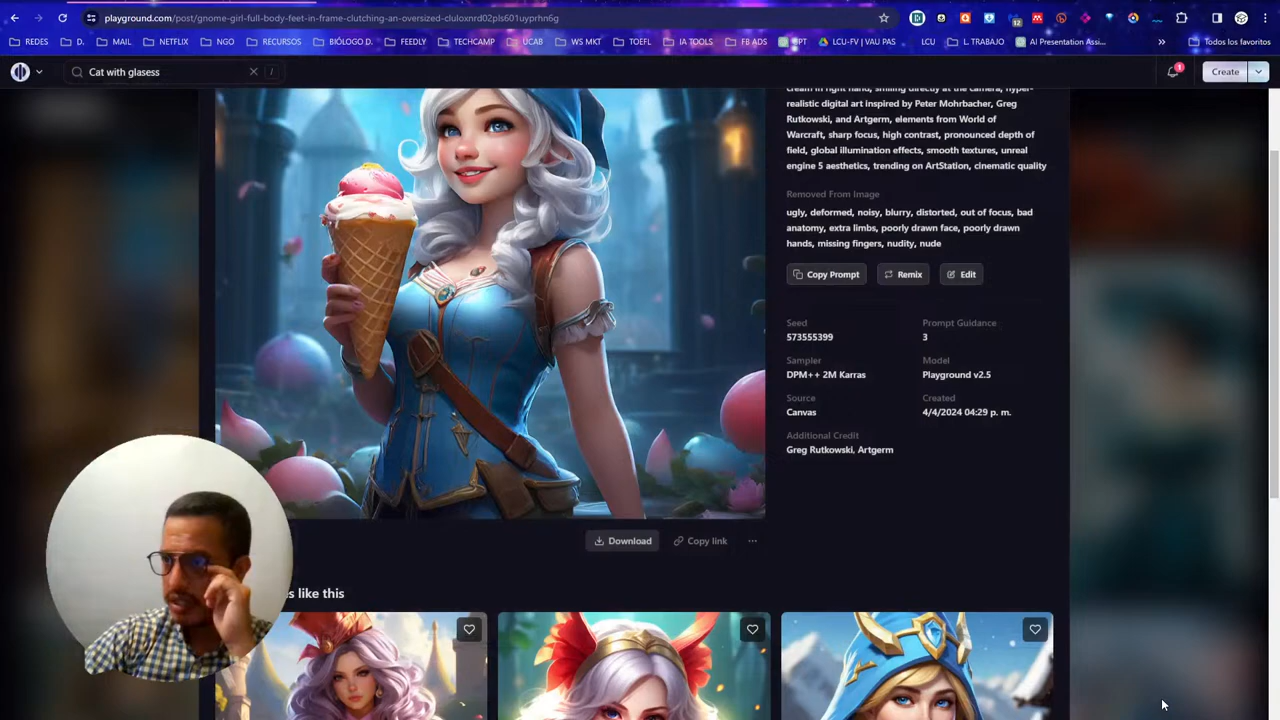 playground.com/post/gnome-girl-full-body-feet-in-frame-clutching-an-oversized-cluloxnrd02pls601uyprhn6g
REDES D. MAIL NETFLIX NGO RECURSOS BIÓLOGO D. FEEDLY TECHCAMP UCAB WS MKT TOEFL IA TOOLS FB ADS LCU-FV | VAU PAS LCU L. TRABAJO AI Presentation Assi... » Todos los favoritos
Cat with glasess / 1 Create
cream in right hand, smiling directly at the camera, hyper-
realistic digital art inspired by Peter Mohrbacher, Greg
Rutkowski, and Artgerm, elements from World of
Warcraft, sharp focus, high contrast, pronounced depth of
field, global illumination effects, smooth textures, unreal
engine 5 aesthetics, trending on ArtStation, cinematic quality
Removed From Image
ugly, deformed, noisy, blurry, distorted, out of focus, bad
anatomy, extra limbs, poorly drawn face, poorly drawn
hands, missing fingers, nudity, nude
Copy Prompt Remix Edit
Seed Prompt Guidance
573555399 3
Sampler Model
DPM++ 2M Karras Playground v2.5
Source Created
Canvas 4/4/2024 04:29 p. m.
Additional Credit
Greg Rutkowski, Artgerm
Download Copy link ...
like this